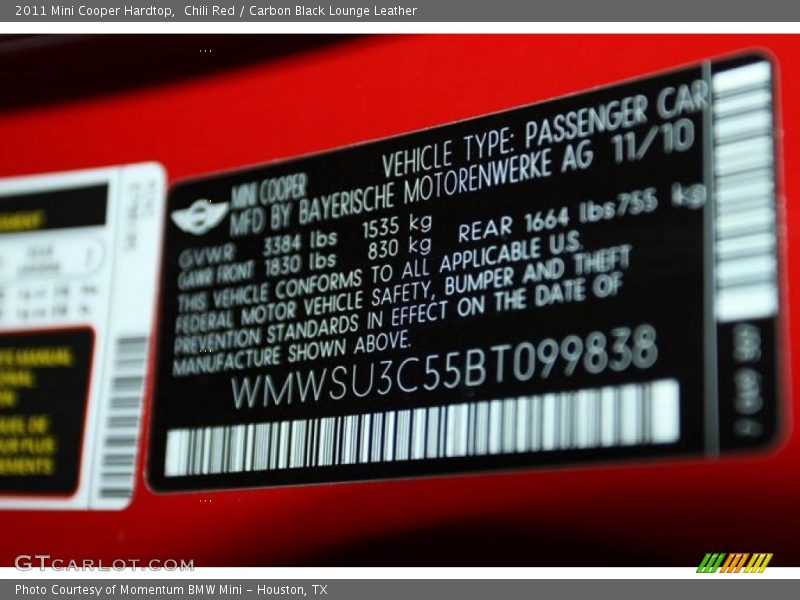 2011 Mini Cooper Hardtop,  Chili Red / Carbon Black Lounge Leather
MINI COOPER
VEHICLE TYPE: PASSENGER CAR
MFD BY BAYERISCHE MOTORENWERKE AG 11/10
GVWR 3384 lbs 1535 kg
GAWR FRONT 1830 lbs 830 kg REAR 1664 lbs 755 kg
THIS VEHICLE CONFORMS TO ALL APPLICABLE U.S.
FEDERAL MOTOR VEHICLE SAFETY, BUMPER AND THEFT
PREVENTION STANDARDS IN EFFECT ON THE DATE OF
MANUFACTURE SHOWN ABOVE.
WMWSU3C55BT099838
GTCARLOT.COM
Photo Courtesy of Momentum BMW Mini - Houston, TX